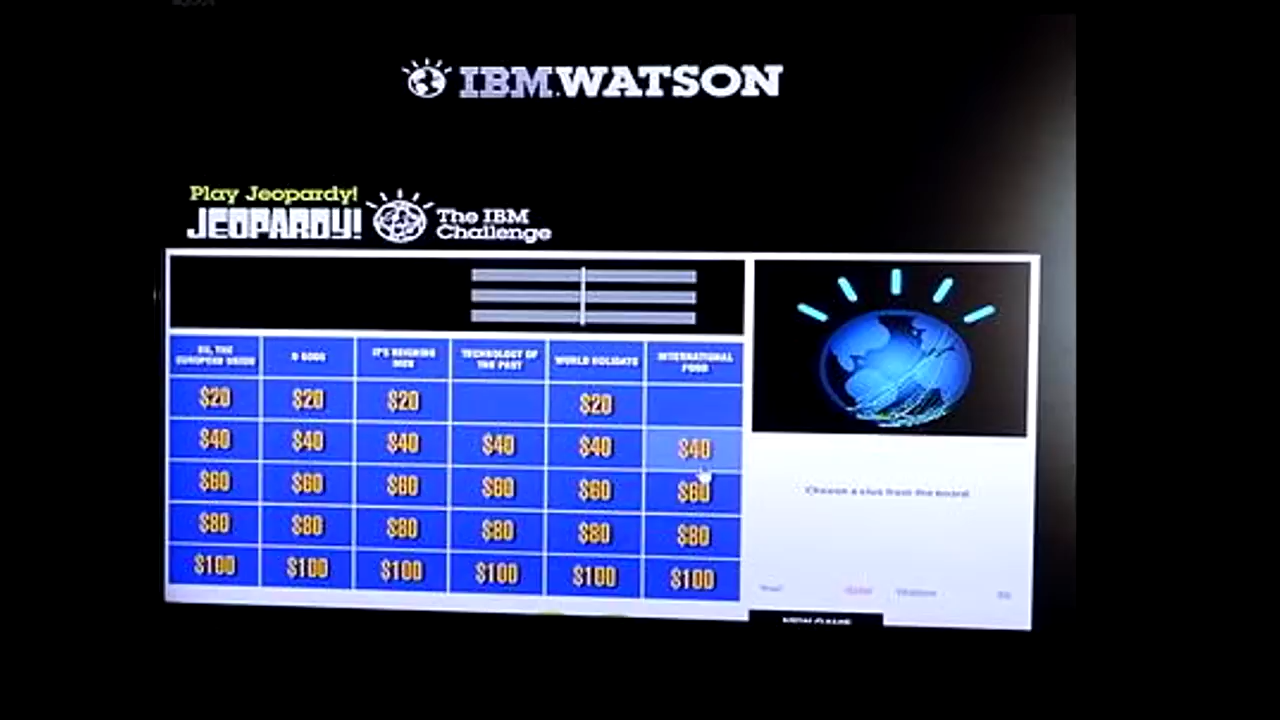 IBM WATSON
Play Jeopardy!
JEOPARDY!
The IBM
Challenge
EU, THE
EUROPEAN UNION
IT'S REIGNING
MEN
TECHNOLOGY OF
THE PAST
WORLD HOLIDAYS
INTERNATIONAL
FOOD
$20 $20 $20 $20
$40 $40 $40 $40 $40 $40
$60 $60 $60 $60 $60 $60
$80 $80 $80 $80 $80 $80
$100 $100 $100 $100 $100 $100
Choose a clue from the board